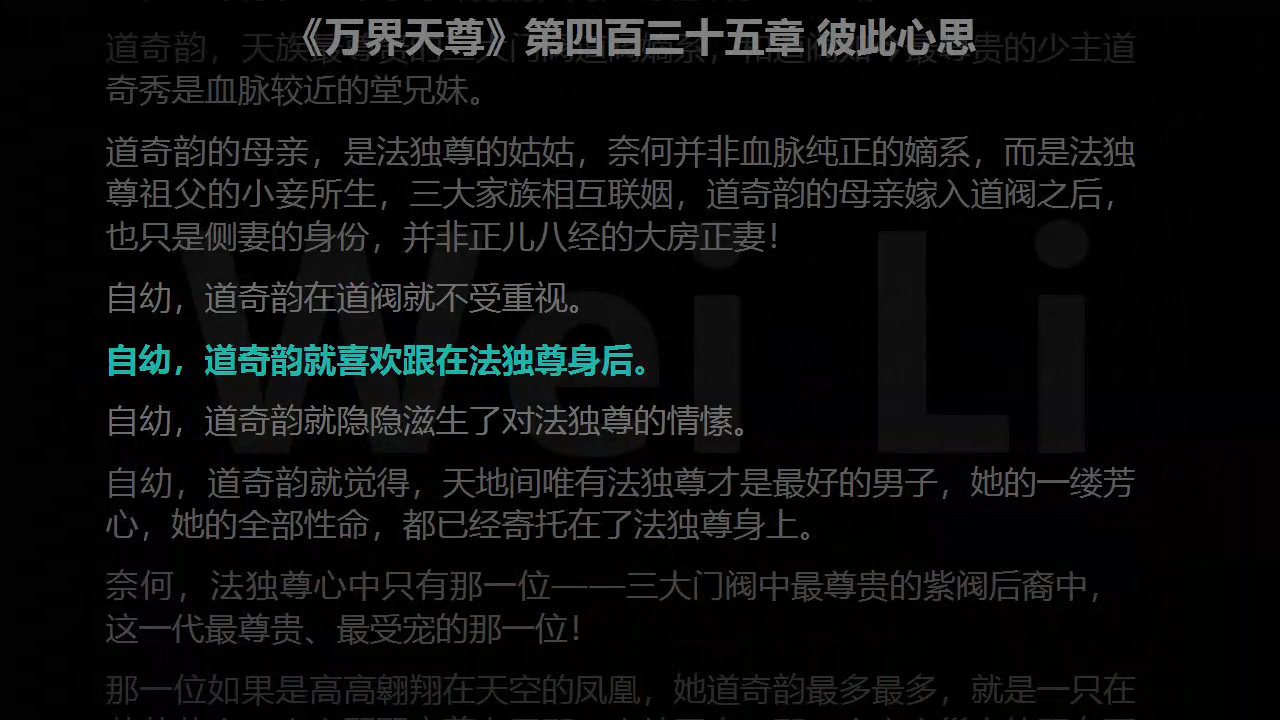 《万界天尊》第四百三十五章 彼此心思
奇秀是血脉较近的堂兄妹。
道奇韵的母亲，是法独尊的姑姑，奈何并非血脉纯正的嫡系，而是法独
尊祖父的小妾所生，三大家族相互联姻，道奇韵的母亲嫁入道阀之后，
也只是侧妻的身份，并非正儿八经的大房正妻！
自幼，道奇韵在道阀就不受重视。
自幼，道奇韵就喜欢跟在法独尊身后。
自幼，道奇韵就隐隐滋生了对法独尊的情愫。
自幼，道奇韵就觉得，天地间唯有法独尊才是最好的男子，她的一缕芳
心，她的全部性命，都已经寄托在了法独尊身上。
奈何，法独尊心中只有那一位——三大门阀中最尊贵的紫阀后裔中，
这一代最尊贵、最受宠的那一位！
那一位如果是高高翱翔在天空的凤凰，她道奇韵最多最多，就是一只在
Wei Li